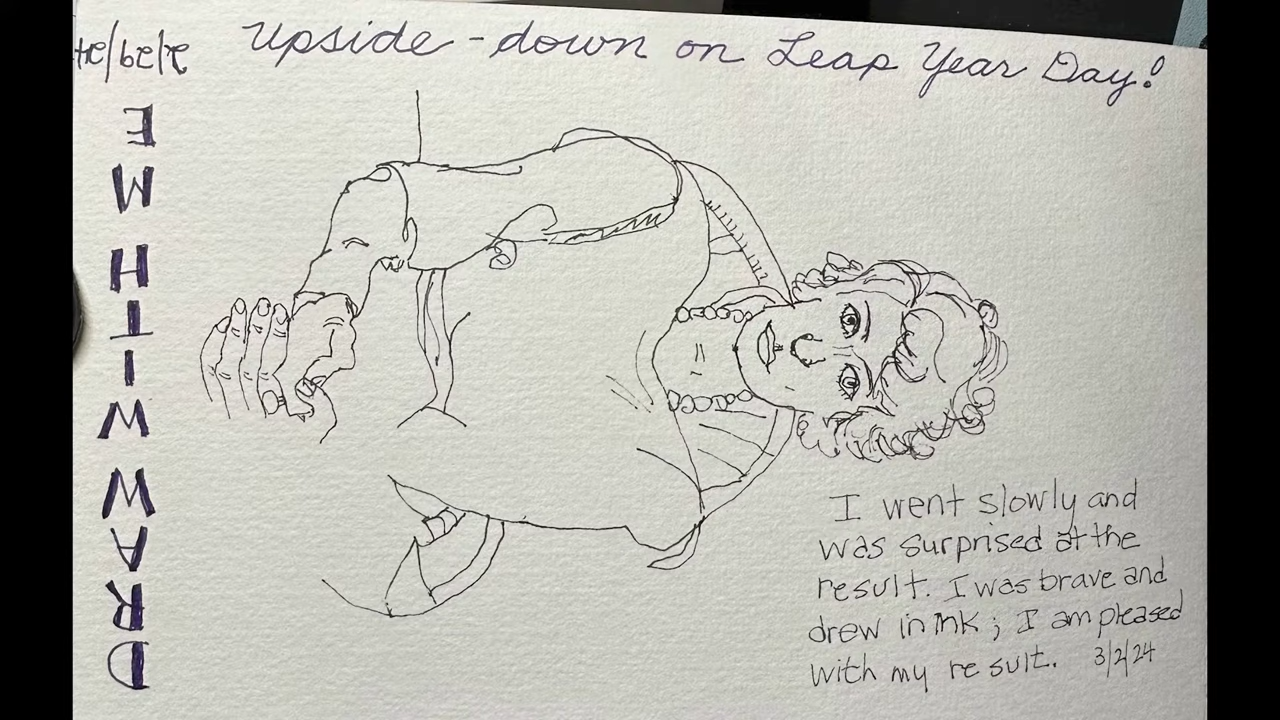 Upside-down on Leap Year Day!
2/29/24
DRAW WITH ME
I went slowly and
was surprised at the
result. I was brave and
drew in ink; I am pleased
with my result. 3/2/24